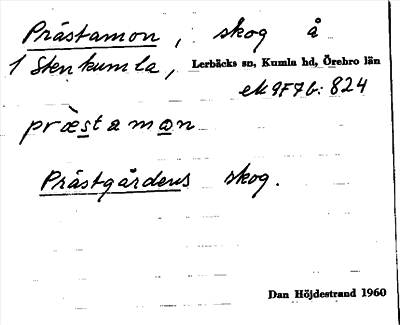 Prästamon, skog å
1 Stenkumla, Lerbäcks sn, Kumla hd, Örebro län
ek 9F7b: 824
præstamon
Prästgårdens skog.
Dan Höjdestrand 1960